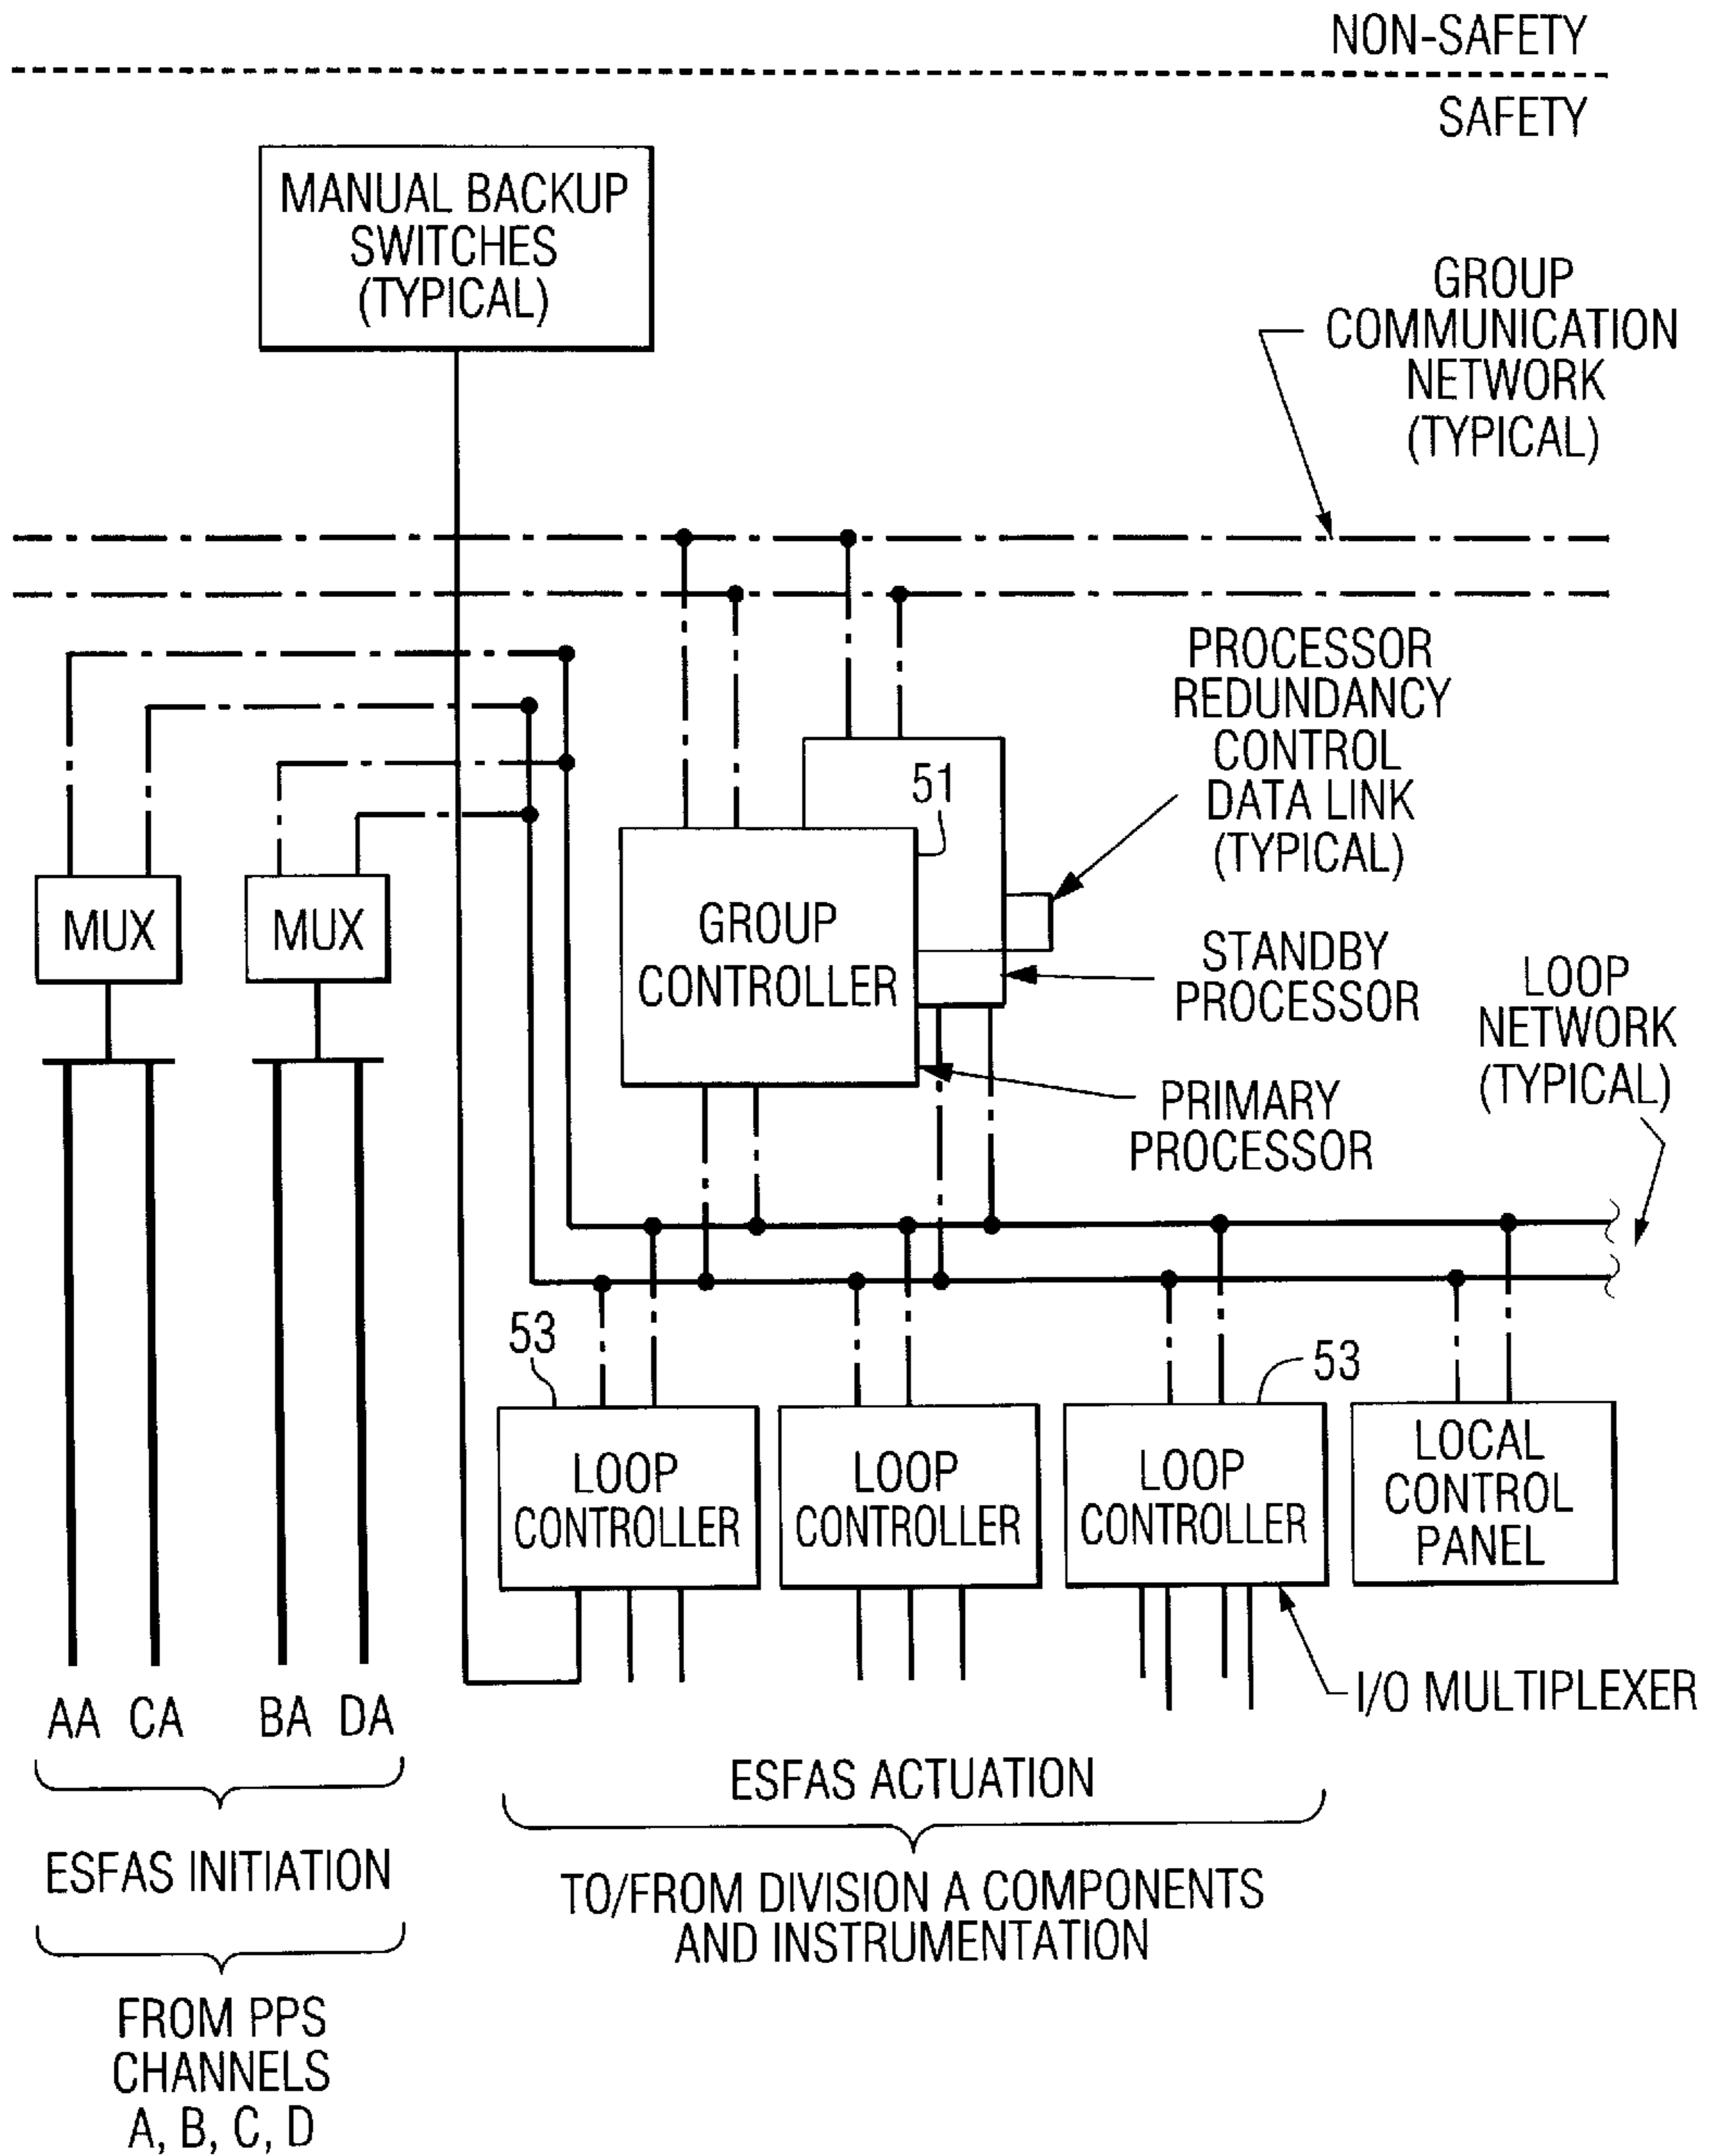 NON-SAFETY
SAFETY
MANUAL BACKUP
SWITCHES
(TYPICAL)
GROUP
COMMUNICATION
NETWORK
(TYPICAL)
PROCESSOR
REDUNDANCY
CONTROL
DATA LINK
(TYPICAL)
51
MUX
MUX
GROUP
CONTROLLER
STANDBY
PROCESSOR
LOOP
NETWORK
(TYPICAL)
PRIMARY
PROCESSOR
53
53
LOOP
CONTROLLER
LOOP
CONTROLLER
LOOP
CONTROLLER
LOCAL
CONTROL
PANEL
I/O MULTIPLEXER
AA CA BA DA
ESFAS ACTUATION
ESFAS INITIATION
TO/FROM DIVISION A COMPONENTS
AND INSTRUMENTATION
FROM PPS
CHANNELS
A, B, C, D